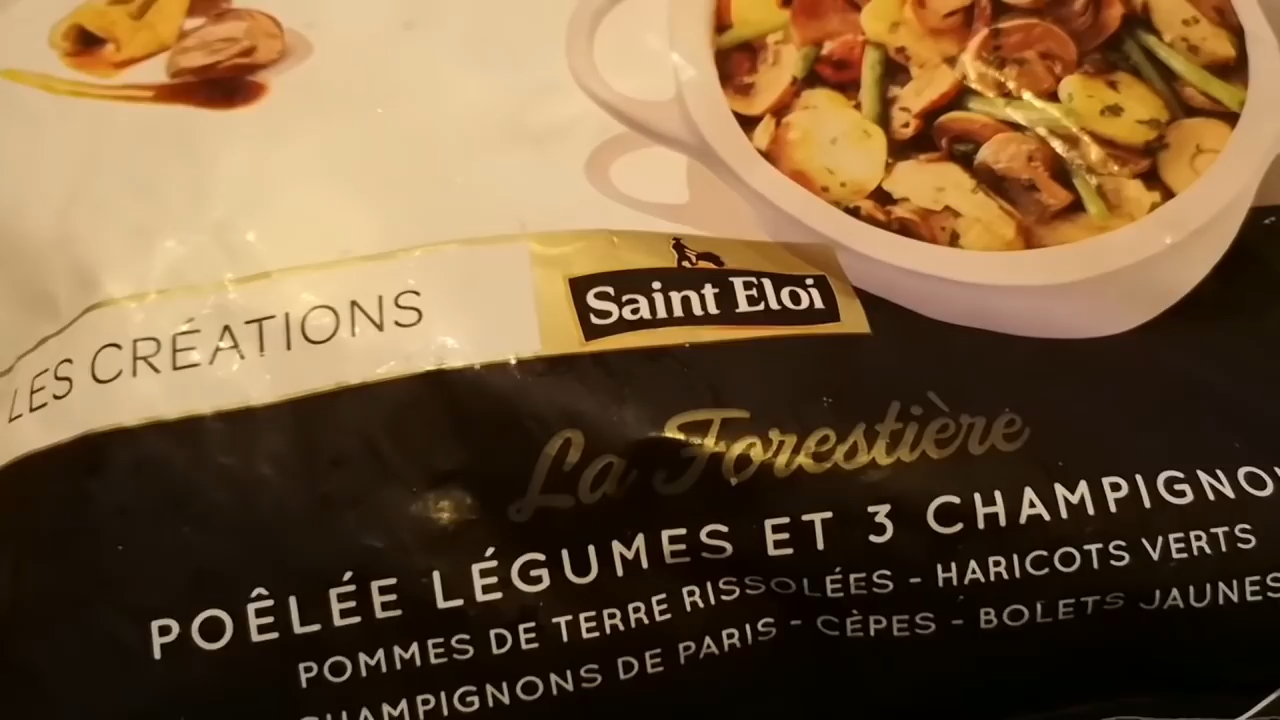 LES CRÉATIONS
Saint Eloi
La Forestière
POÊLÉE LÉGUMES ET 3 CHAMPIGNO
POMMES DE TERRE RISSOLÉES - HARICOTS VERTS
CHAMPIGNONS DE PARIS - CÈPES - BOLETS JAUNES